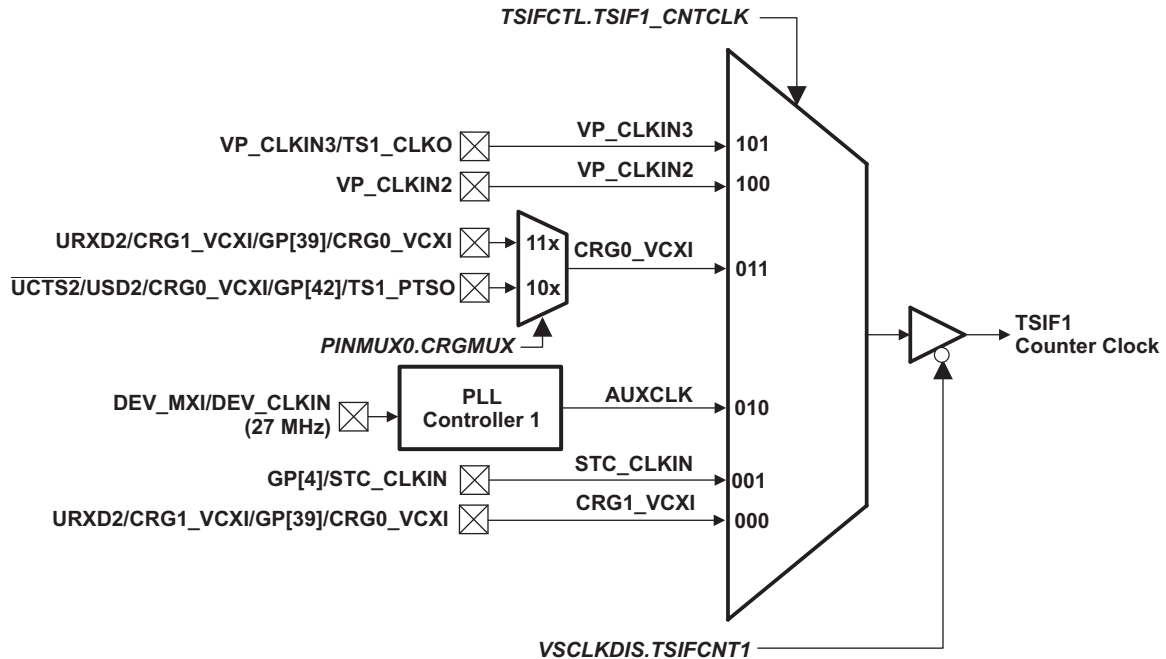 TSIFCTL.TSIF1_CNTCLK
VP_CLKIN3/TS1_CLKO
VP_CLKIN3
101
VP_CLKIN2
VP_CLKIN2
100
URXD2/CRG1_VCXI/GP[39]/CRG0_VCXI
11x
CRG0_VCXI
011
UCTS2/USD2/CRG0_VCXI/GP[42]/TS1_PTSO
10x
PINMUX0.CRGMUX
TSIF1
Counter Clock
DEV_MXI/DEV_CLKIN
(27 MHz)
PLL
Controller 1
AUXCLK
010
GP[4]/STC_CLKIN
STC_CLKIN
001
URXD2/CRG1_VCXI/GP[39]/CRG0_VCXI
CRG1_VCXI
000
VSCLKDIS.TSIFCNT1